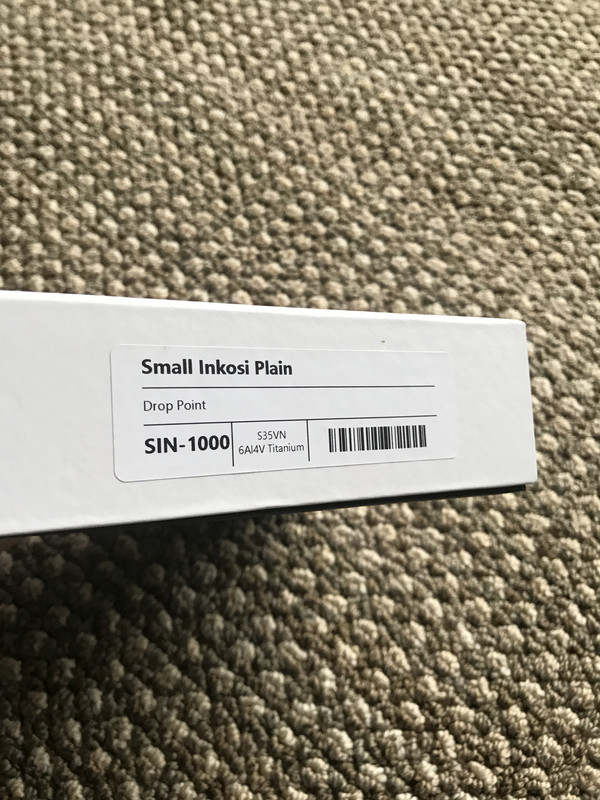 Small Inkosi Plain
Drop Point
SIN-1000
S35VN
6Al4V Titanium